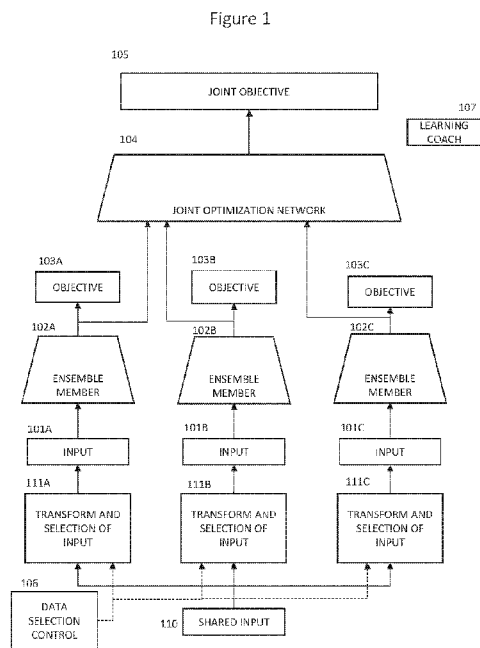 Figure 1
105
JOINT OBJECTIVE
107
LEARNING
COACH
104
JOINT OPTIMIZATION NETWORK
103A
OBJECTIVE
103B
OBJECTIVE
103C
OBJECTIVE
102A
ENSEMBLE
MEMBER
102B
ENSEMBLE
MEMBER
102C
ENSEMBLE
MEMBER
101A
INPUT
101B
INPUT
101C
INPUT
111A
TRANSFORM AND
SELECTION OF
INPUT
111B
TRANSFORM AND
SELECTION OF
INPUT
111C
TRANSFORM AND
SELECTION OF
INPUT
106
DATA
SELECTION
CONTROL
110
SHARED INPUT